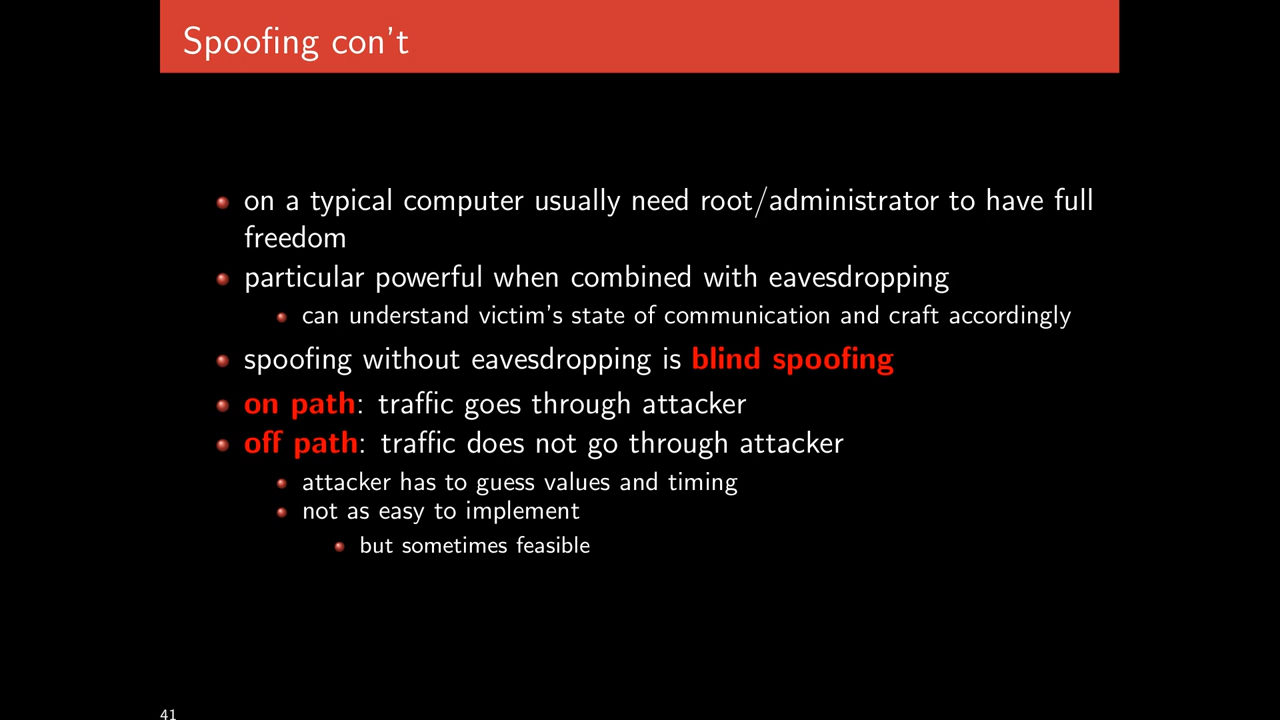 Spoofing con't
on a typical computer usually need root/administrator to have full
freedom
particular powerful when combined with eavesdropping
can understand victim's state of communication and craft accordingly
spoofing without eavesdropping is blind spoofing
on path: traffic goes through attacker
off path: traffic does not go through attacker
attacker has to guess values and timing
not as easy to implement
but sometimes feasible
41